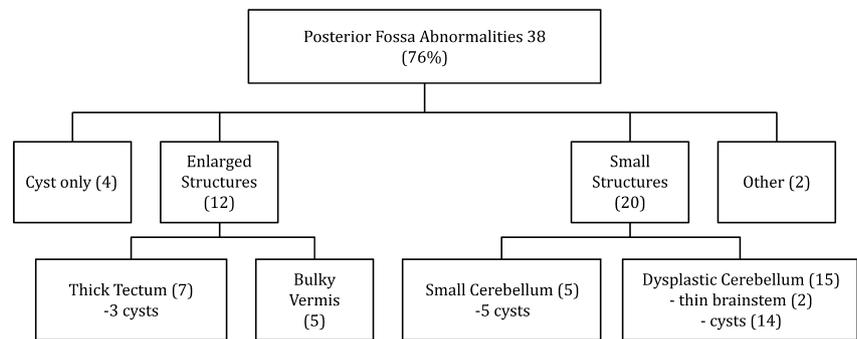 Posterior Fossa Abnormalities 38
(76%)
Cyst only (4)
Enlarged
Structures
(12)
Small
Structures
(20)
Other (2)
Thick Tectum (7)
-3 cysts
Bulky
Vermis
(5)
Small Cerebellum (5)
-5 cysts
Dysplastic Cerebellum (15)
- thin brainstem (2)
- cysts (14)